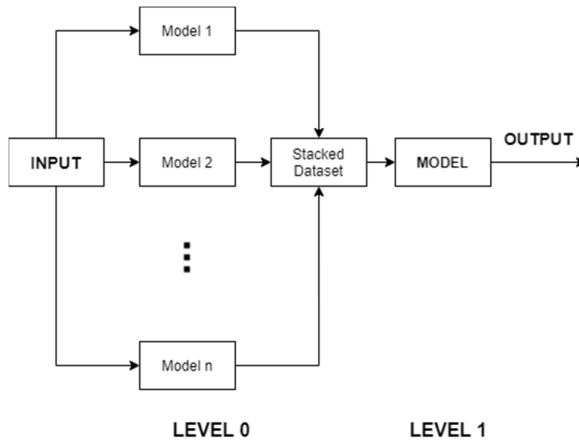 Model 1
INPUT
Model 2
Stacked
Dataset
MODEL
OUTPUT
Model n
LEVEL 0
LEVEL 1